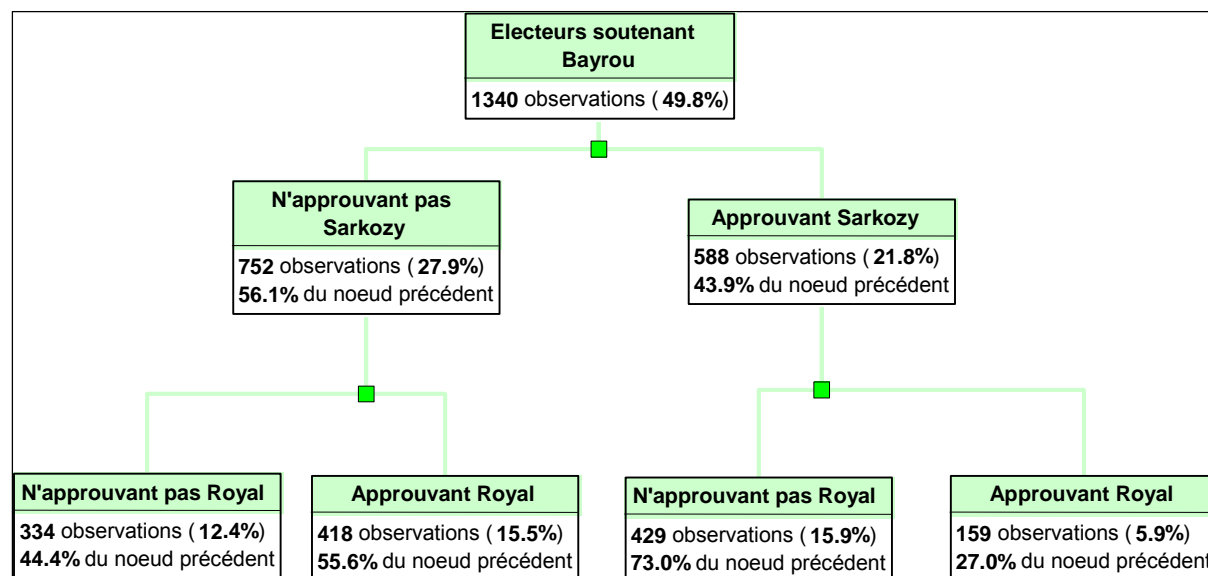 Electeurs soutenant
Bayrou
1340 observations ( 49.8%)
N'approuvant pas
Sarkozy
752 observations ( 27.9%)
56.1% du noeud précédent
Approuvant Sarkozy
588 observations ( 21.8%)
43.9% du noeud précédent
N'approuvant pas Royal
334 observations ( 12.4%)
44.4% du noeud précédent
Approuvant Royal
418 observations ( 15.5%)
55.6% du noeud précédent
N'approuvant pas Royal
429 observations ( 15.9%)
73.0% du noeud précédent
Approuvant Royal
159 observations ( 5.9%)
27.0% du noeud précédent